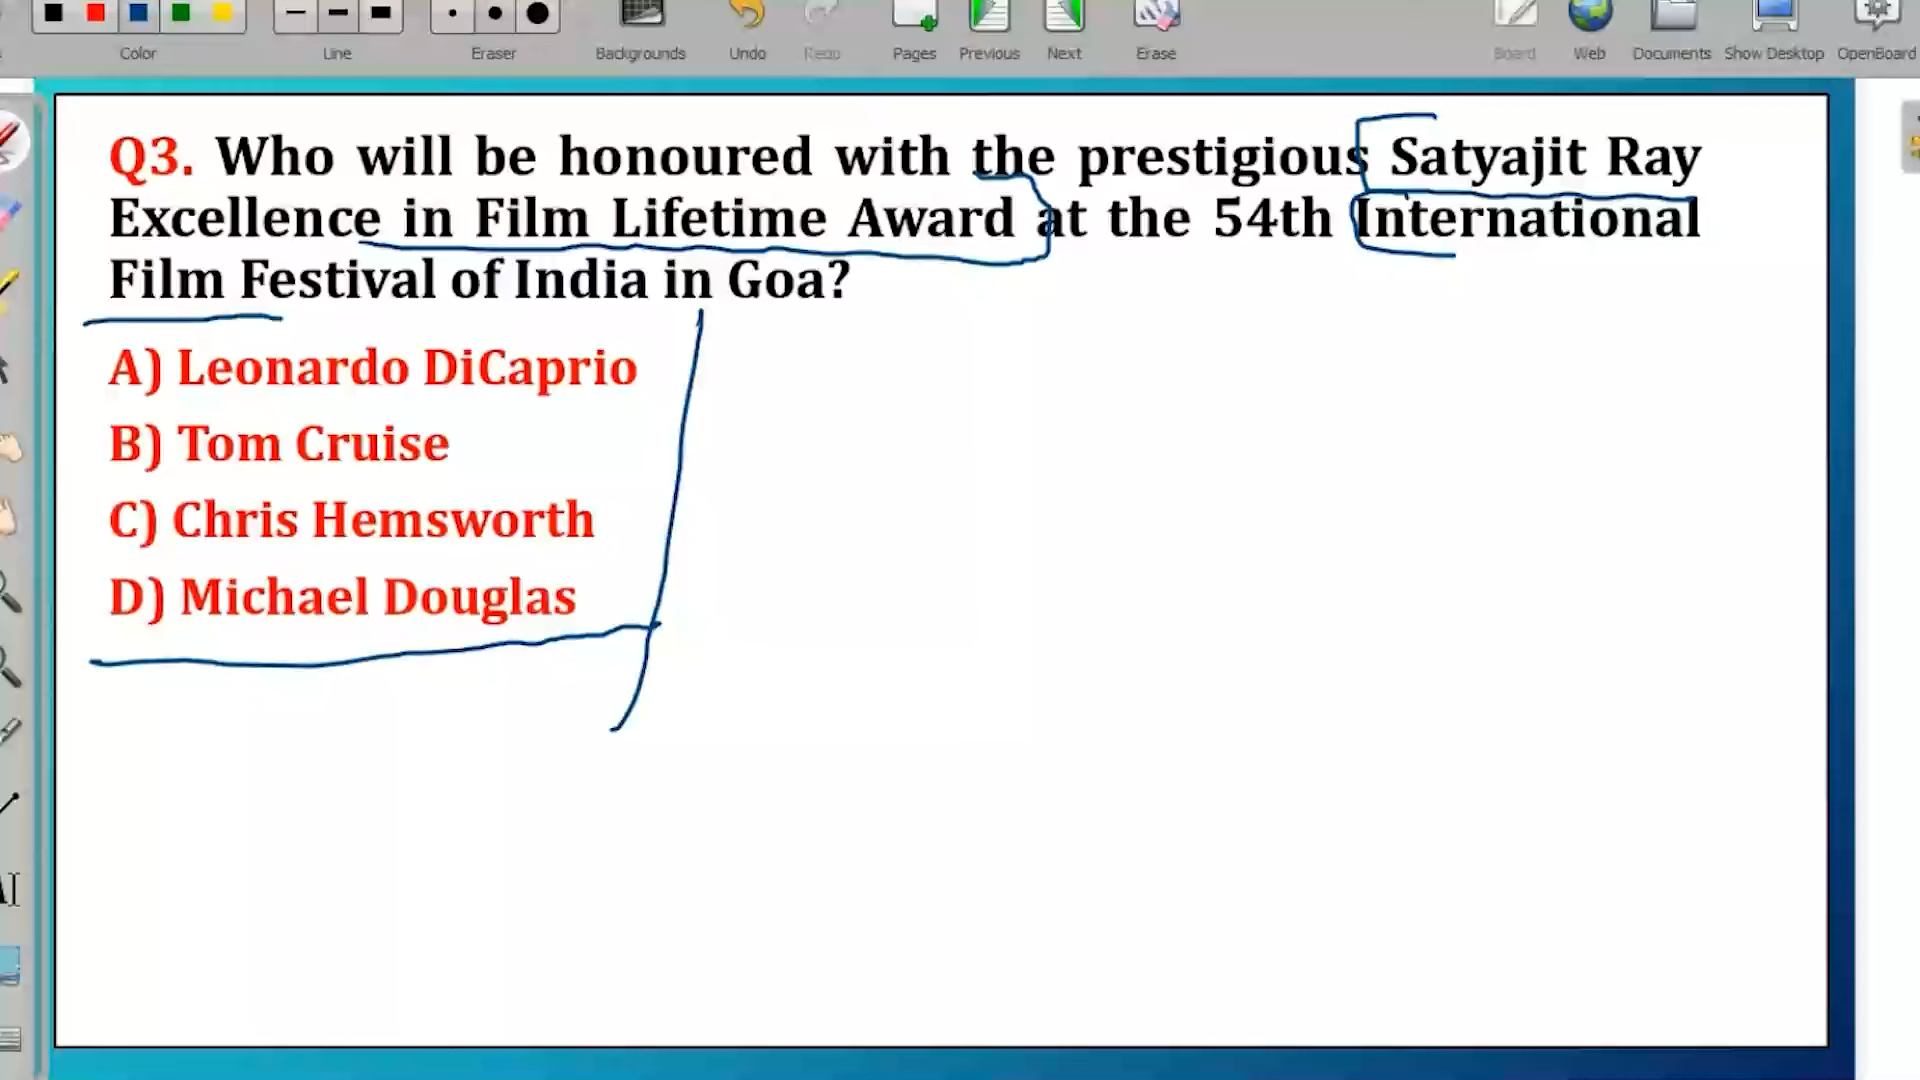 Color
Line
Eraser
Backgrounds
Undo
Redo
Pages
Previous
Next
Erase
Board
Web
Documents
Show Desktop
OpenBoard
Q3. Who will be honoured with the prestigious Satyajit Ray
Excellence in Film Lifetime Award at the 54th International
Film Festival of India in Goa?
A) Leonardo DiCaprio
B) Tom Cruise
C) Chris Hemsworth
D) Michael Douglas